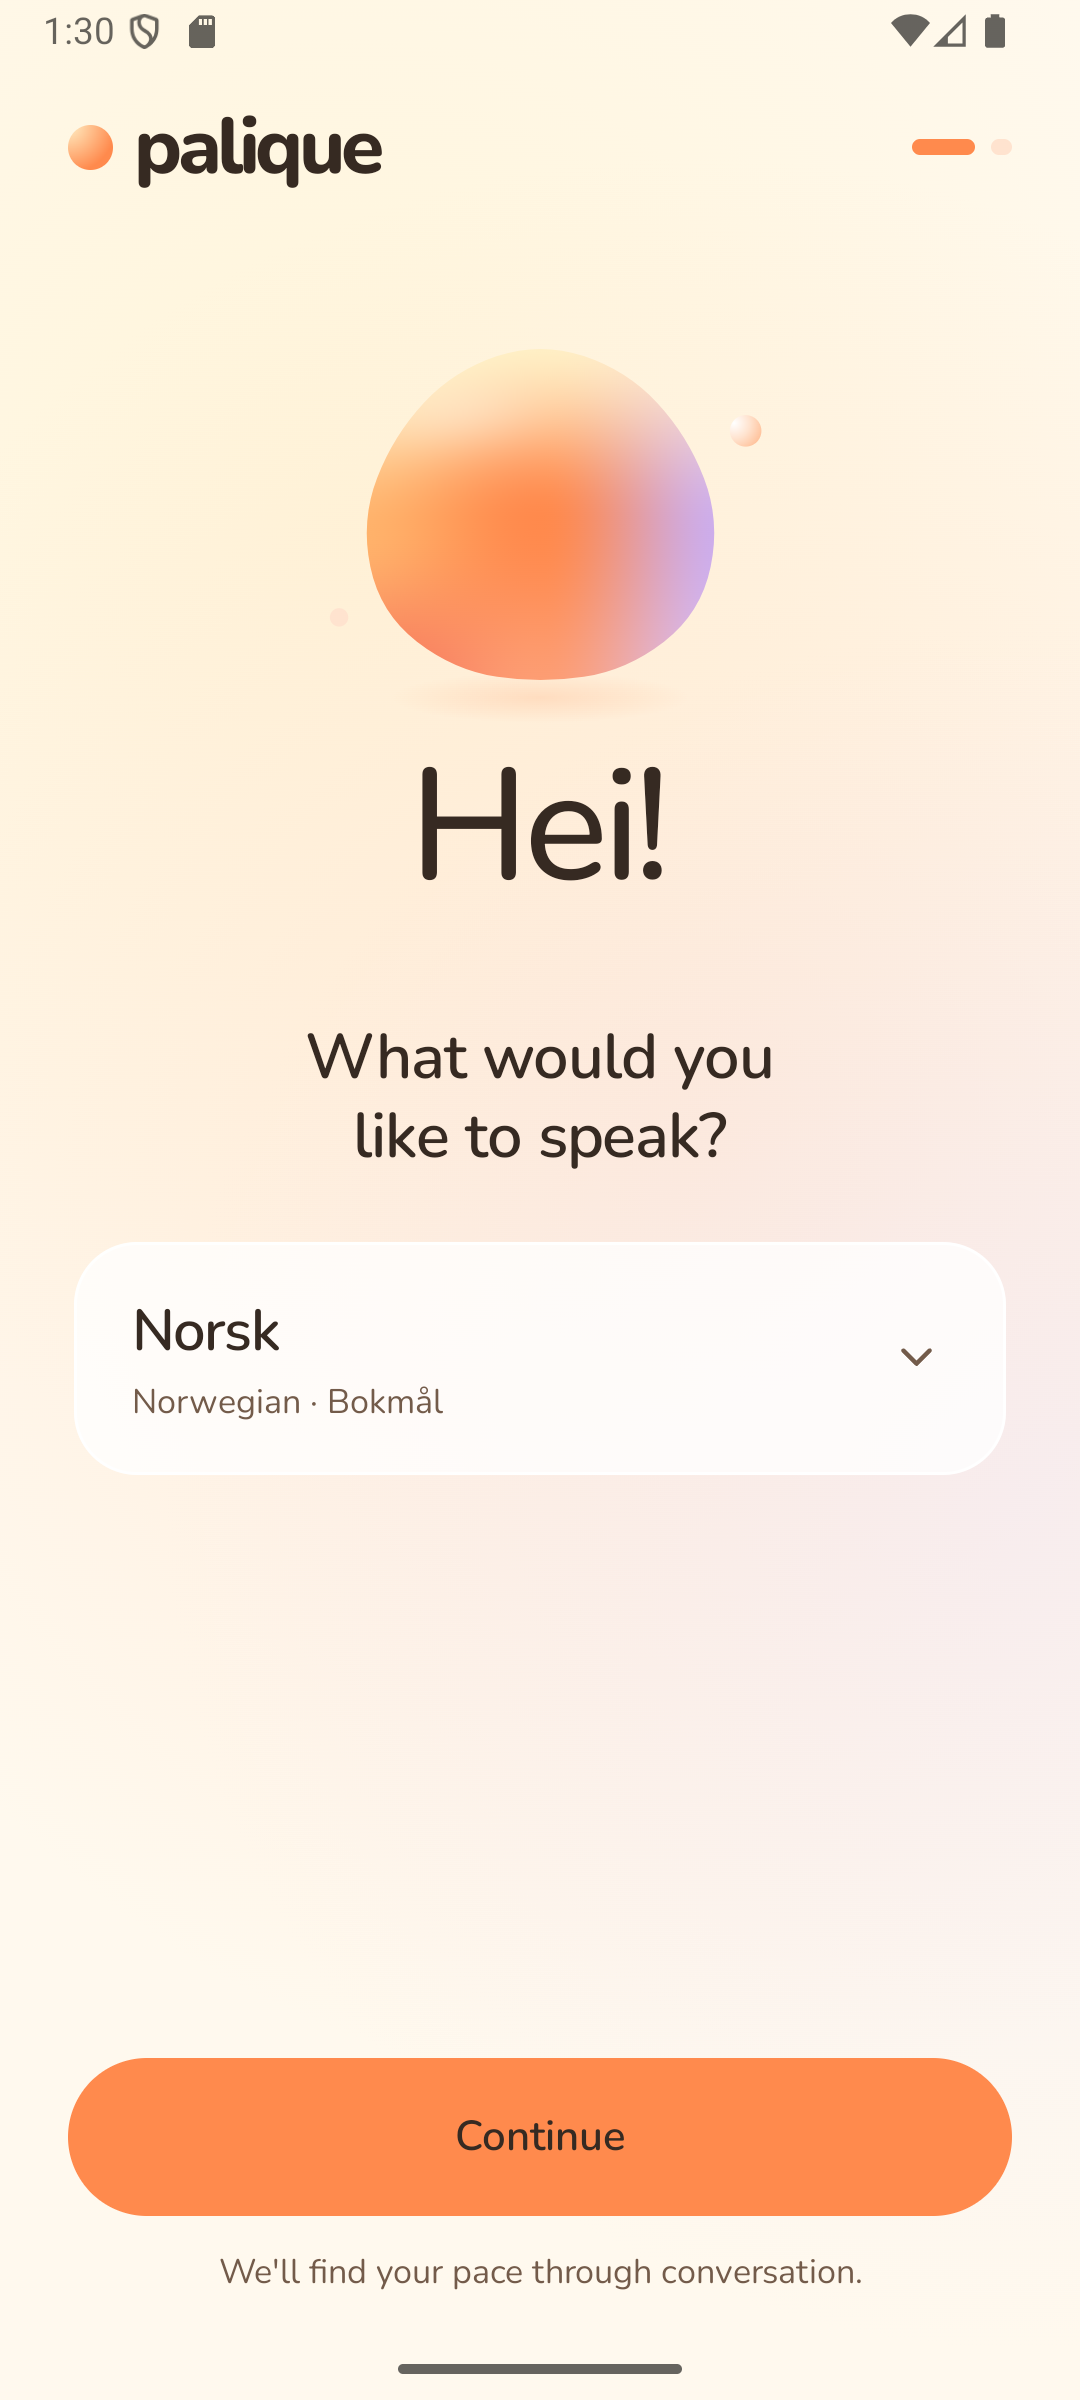 1:30
palique
Hei!
What would you
like to speak?
Norsk
Norwegian · Bokmål
Continue
We'll find your pace through conversation.